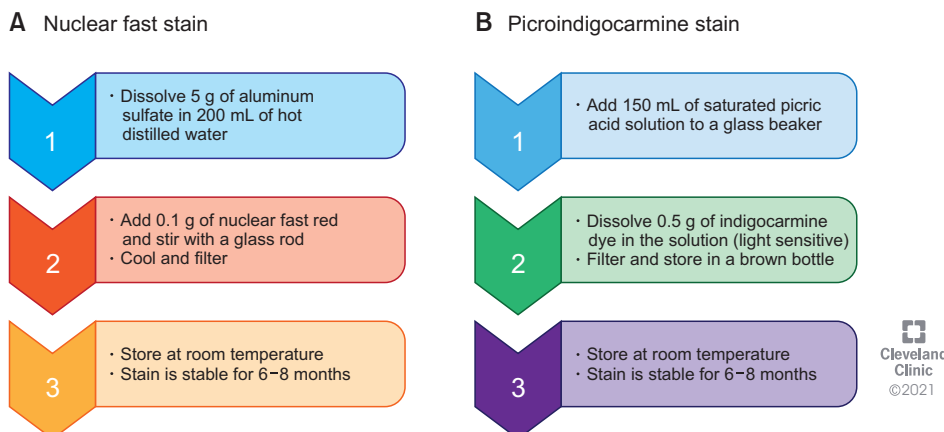 A Nuclear fast stain
1
· Dissolve 5 g of aluminum
sulfate in 200 mL of hot
distilled water
2
· Add 0.1 g of nuclear fast red
and stir with a glass rod
· Cool and filter
3
· Store at room temperature
· Stain is stable for 6−8 months
B Picroindigocarmine stain
1
· Add 150 mL of saturated picric
acid solution to a glass beaker
2
· Dissolve 0.5 g of indigocarmine
dye in the solution (light sensitive)
· Filter and store in a brown bottle
3
· Store at room temperature
· Stain is stable for 6−8 months
Cleveland
Clinic
©2021